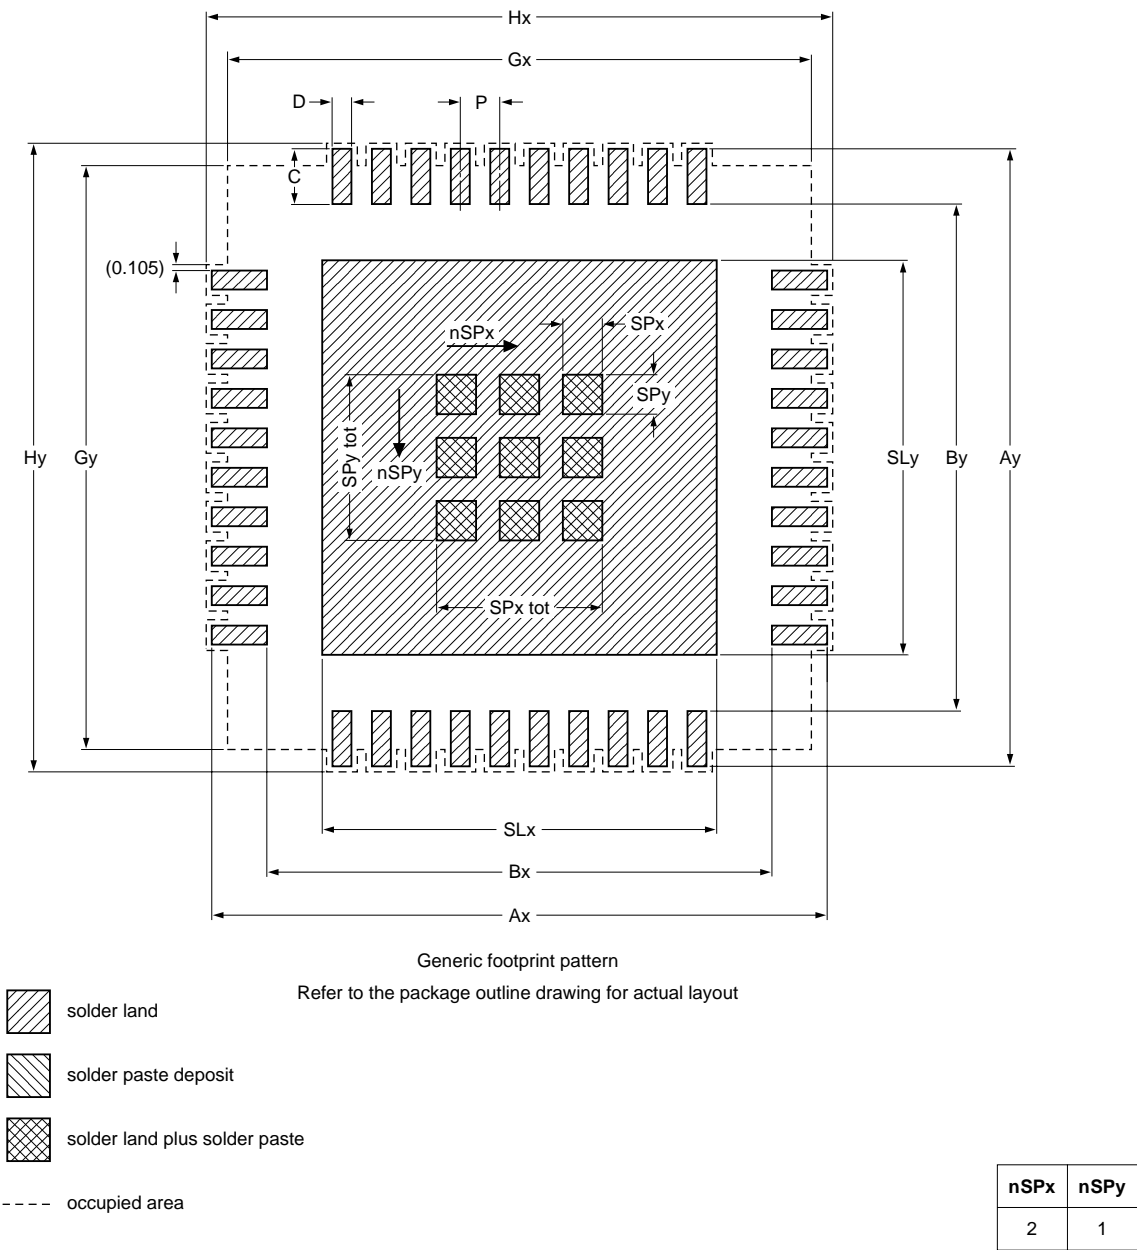 Hx
Gx
D
P
C
(0.105)
nSPx
SPx
SPy
SPy tot
nSPy
Hy
Gy
SLy
By
Ay
SPx tot
SLx
Bx
Ax
Generic footprint pattern
Refer to the package outline drawing for actual layout
solder land
solder paste deposit
solder land plus solder paste
occupied area
nSPx nSPy
2 1